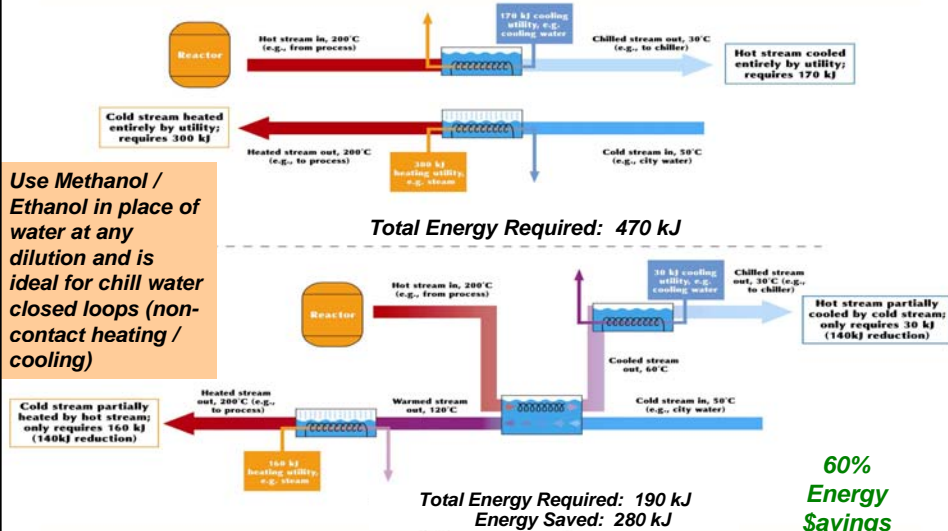 170 kJ cooling
utility, e.g.
cooling water
Hot stream in, 200°C
(e.g., from process)
Chilled stream out, 30°C
(e.g., to chiller)
Reactor
Hot stream cooled
entirely by utility;
requires 170 kJ
Cold stream heated
entirely by utility;
requires 300 kJ
Heated stream out, 200°C
(e.g., to process)
Cold stream in, 50°C
(e.g., city water)
300 kJ
heating utility,
e.g. steam
Use Methanol /
Ethanol in place of
water at any
dilution and is
ideal for chill water
closed loops (non-
contact heating /
cooling)
Total Energy Required: 470 kJ
Hot stream in, 200°C
(e.g., from process)
30 kJ cooling
utility, e.g.
cooling water
Chilled stream
out, 30°C (e.g.,
to chiller)
Reactor
Hot stream partially
cooled by cold stream;
only requires 30 kJ
(140kJ reduction)
Cooled stream
out, 60°C
Heated stream
out, 200°C (e.g.,
to process)
Warmed stream
out, 120°C
Cold stream in, 50°C
(e.g., city water)
Cold stream partially
heated by hot stream;
only requires 160 kJ
(140kJ reduction)
160 kJ
heating utility,
e.g. steam
Total Energy Required: 190 kJ
Energy Saved: 280 kJ
60%
Energy
$avings